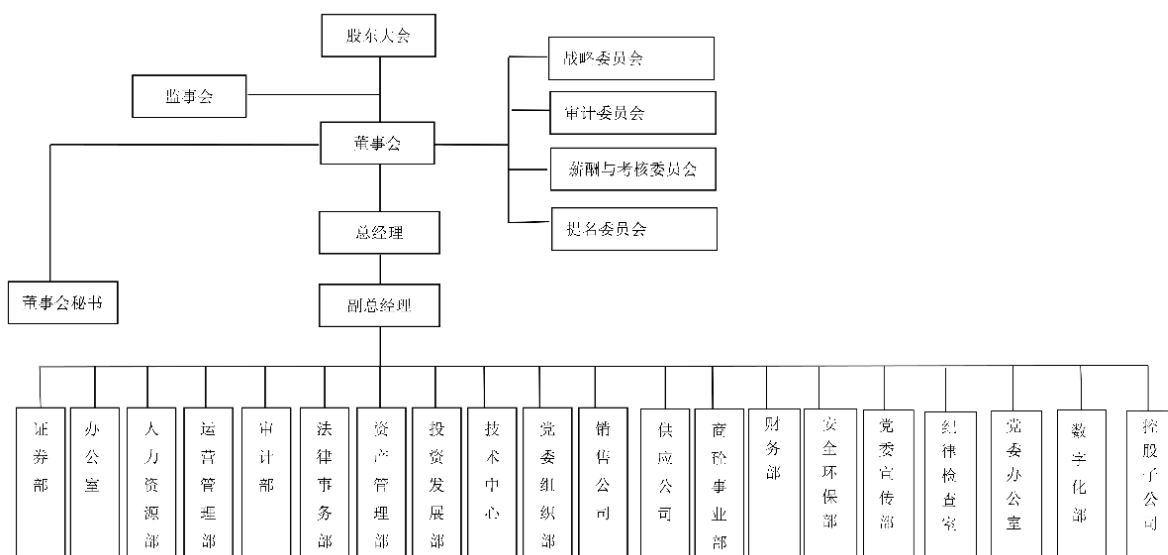 股东大会
战略委员会
监事会
审计委员会
董事会
薪酬与考核委员会
提名委员会
总经理
董事会秘书
副总经理
证券部
办公室
人力资源部
运营管理部
审计部
法律事务部
资产管理部
投资发展部
技术中心
党委组织部
销售公司
供应公司
商砼事业部
财务部
安全环保部
党委宣传部
纪律检查室
党委办公室
数字化部
控股子公司